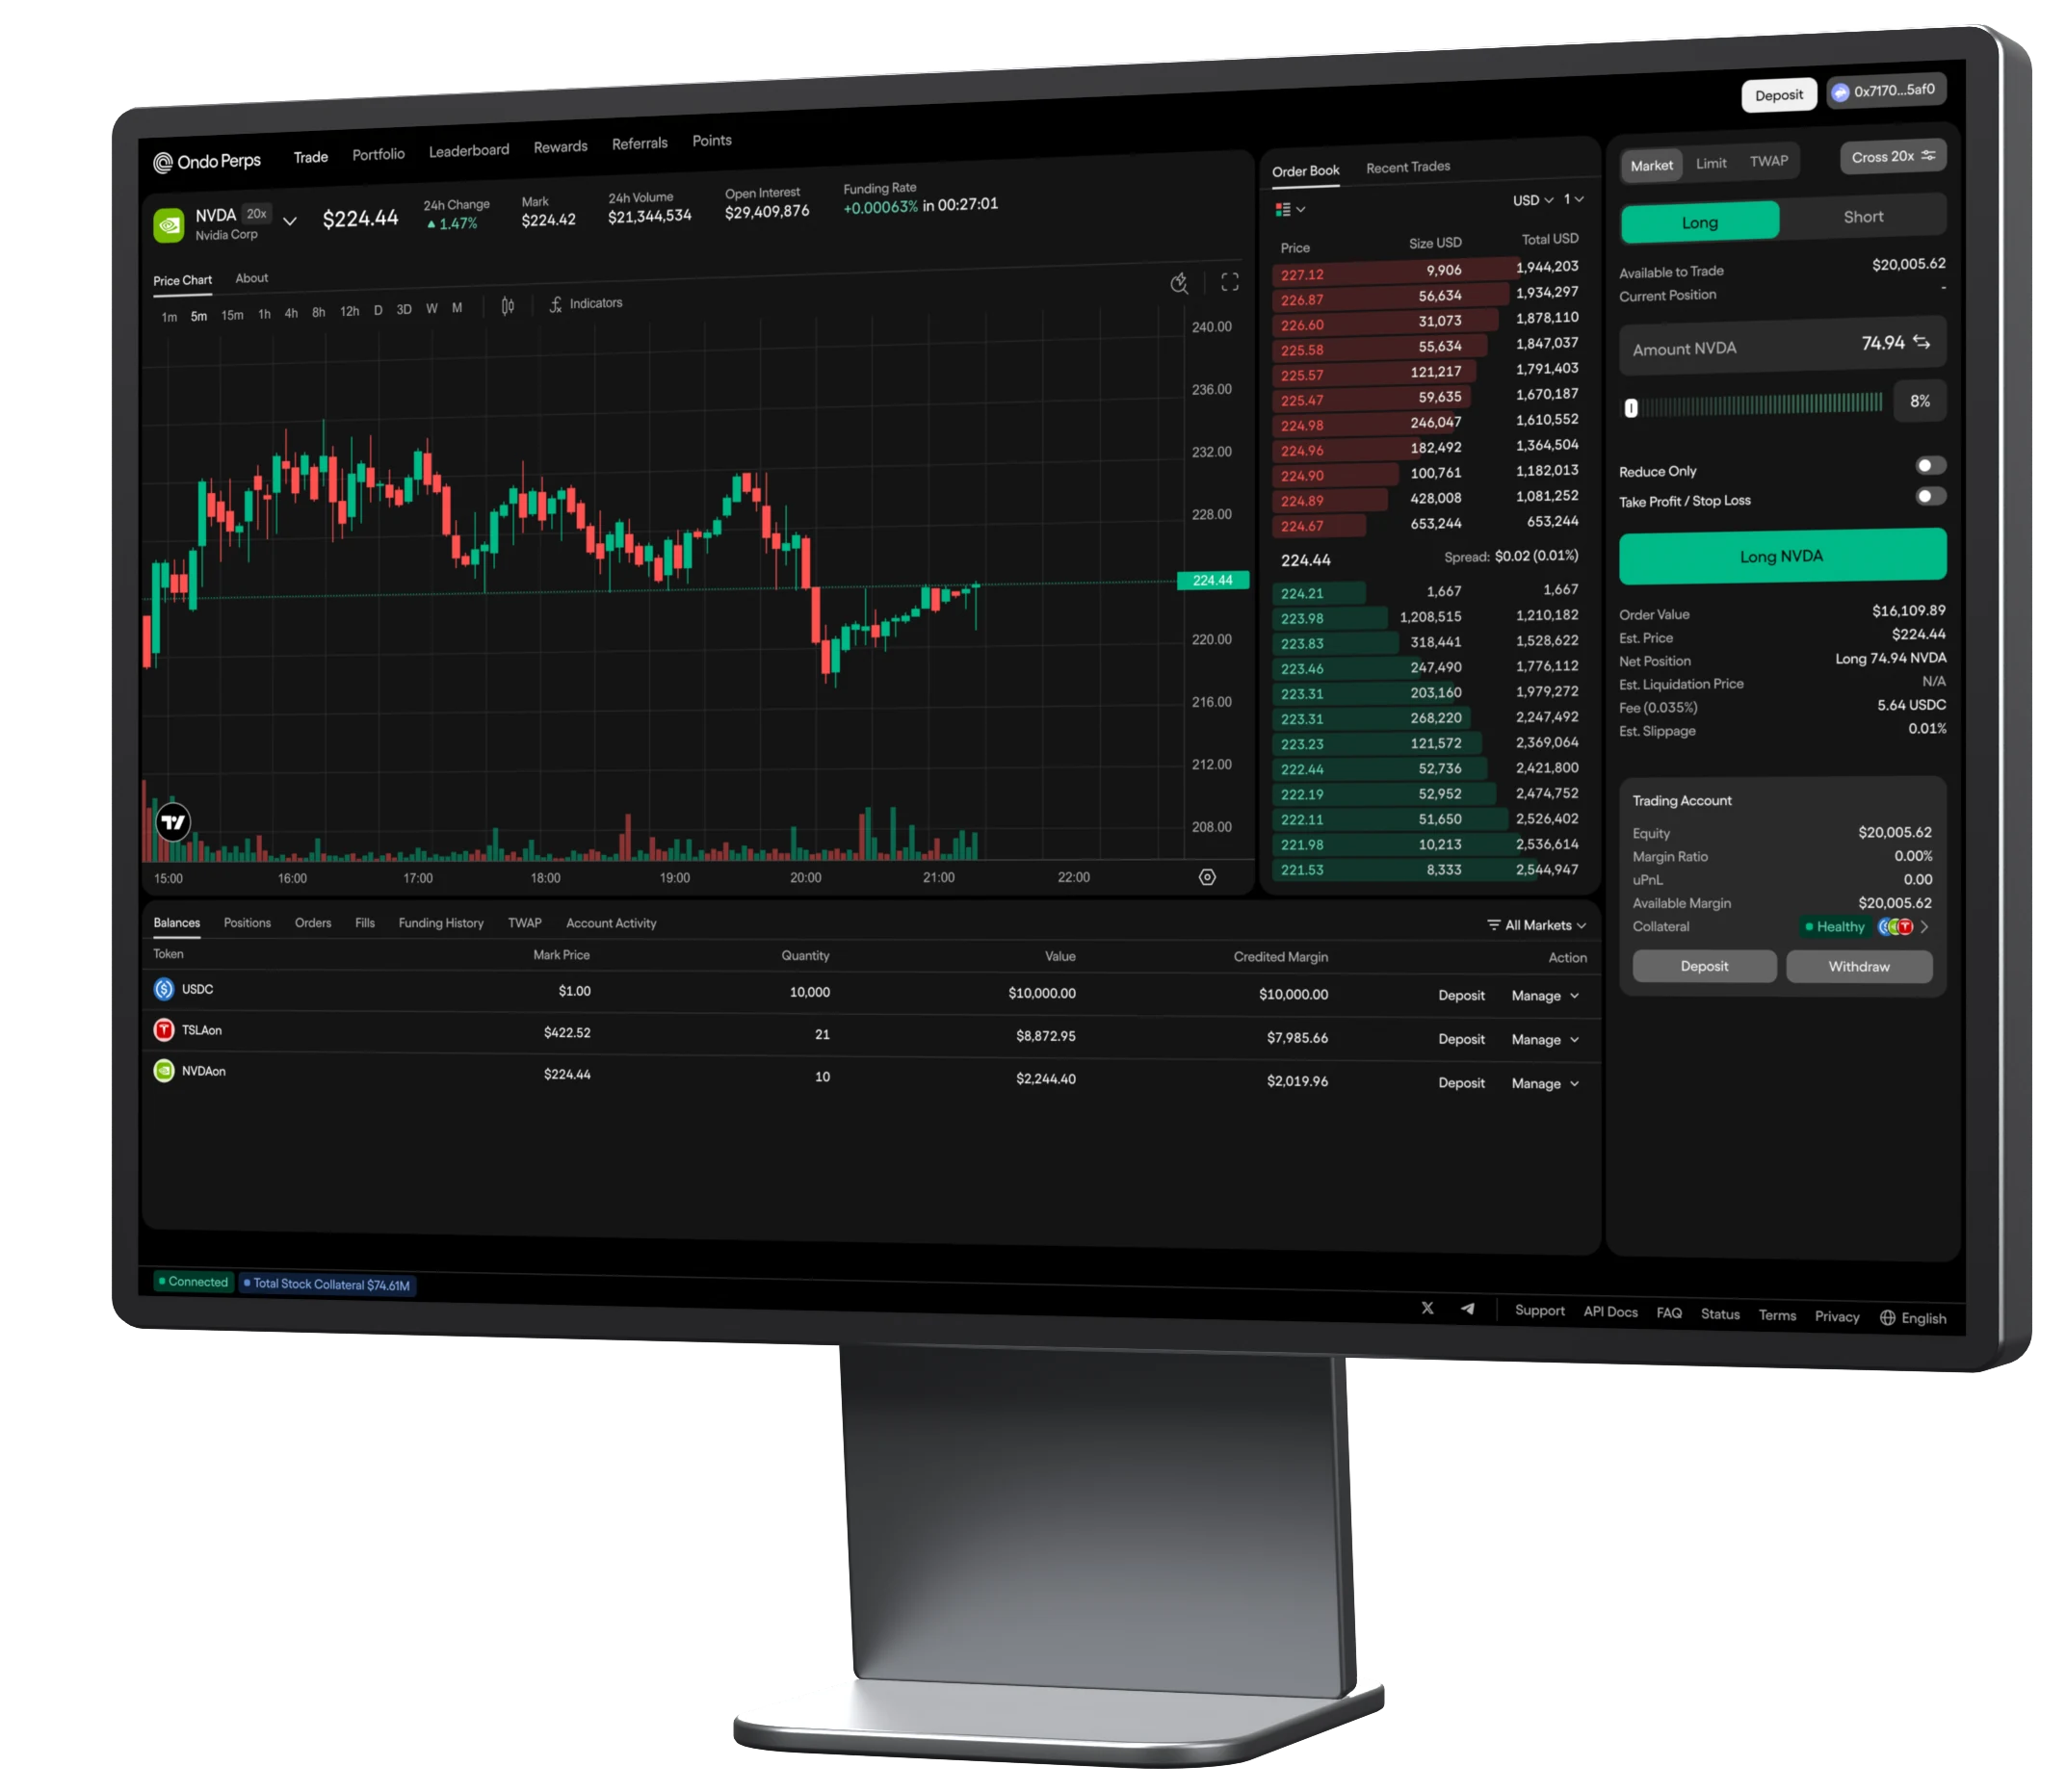 Deposit
0x7170...5af0
Ondo Perps
Trade
Portfolio
Leaderboard
Rewards
Referrals
Points
NVDA 20x
Nvidia Corp
$224.44
24h Change
1.47%
Mark
$224.42
24h Volume
$21,344,534
Open Interest
$29,409,876
Funding Rate
+0.00063% in 00:27:01
Price Chart
About
1m 5m 15m 1h 4h 8h 12h D 3D W M
Indicators
240.00
236.00
232.00
228.00
224.44
220.00
216.00
212.00
208.00
15:00 16:00 17:00 18:00 19:00 20:00 21:00 22:00
Order Book
Recent Trades
USD 1
Price Size USD Total USD
227.12 9,906 1,944,203
226.87 56,634 1,934,297
226.60 31,073 1,878,110
225.58 55,634 1,847,037
225.57 121,217 1,791,403
225.47 59,635 1,670,187
224.98 246,047 1,610,552
224.96 182,492 1,364,504
224.90 100,761 1,182,013
224.89 428,008 1,081,252
224.67 653,244 653,244
224.44 Spread: $0.02 (0.01%)
224.21 1,667 1,667
223.98 1,208,515 1,210,182
223.83 318,441 1,528,622
223.46 247,490 1,776,112
223.31 203,160 1,979,272
223.31 268,220 2,247,492
223.23 121,572 2,369,064
222.44 52,736 2,421,800
222.19 52,952 2,474,752
222.11 51,650 2,526,402
221.98 10,213 2,536,614
221.53 8,333 2,544,947
Market Limit TWAP
Cross 20x
Long Short
Available to Trade $20,005.62
Current Position -
Amount NVDA 74.94
8%
Reduce Only
Take Profit / Stop Loss
Long NVDA
Order Value $16,109.89
Est. Price $224.44
Net Position Long 74.94 NVDA
Est. Liquidation Price N/A
Fee (0.035%) 5.64 USDC
Est. Slippage 0.01%
Trading Account
Equity $20,005.62
Margin Ratio 0.00%
uPnL 0.00
Available Margin $20,005.62
Collateral Healthy
Deposit Withdraw
Balances Positions Orders Fills Funding History TWAP Account Activity
All Markets
Token Mark Price Quantity Value Credited Margin Action
USDC $1.00 10,000 $10,000.00 $10,000.00 Deposit Manage
TSLAon $422.52 21 $8,872.95 $7,985.66 Deposit Manage
NVDAon $224.44 10 $2,244.40 $2,019.96 Deposit Manage
Connected
Total Stock Collateral $74.61M
Support API Docs FAQ Status Terms Privacy English